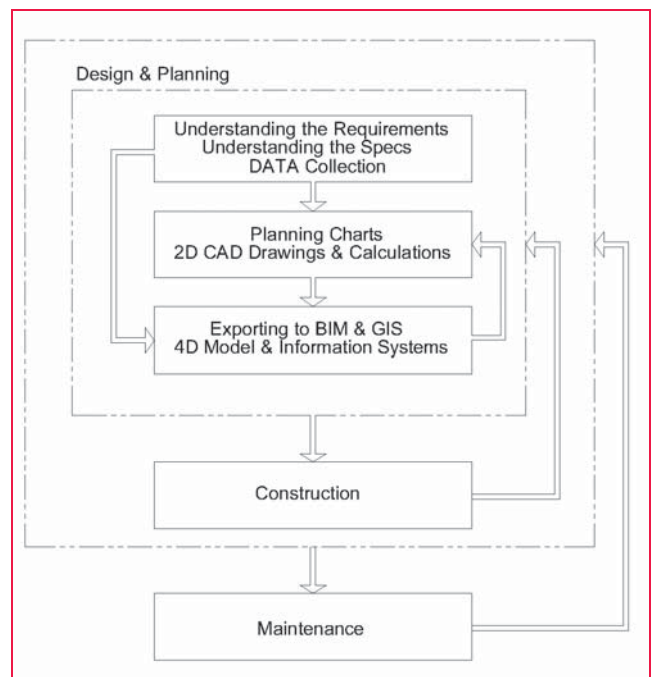 Design & Planning
Understanding the Requirements
Understanding the Specs
DATA Collection
Planning Charts
2D CAD Drawings & Calculations
Exporting to BIM & GIS
4D Model & Information Systems
Construction
Maintenance